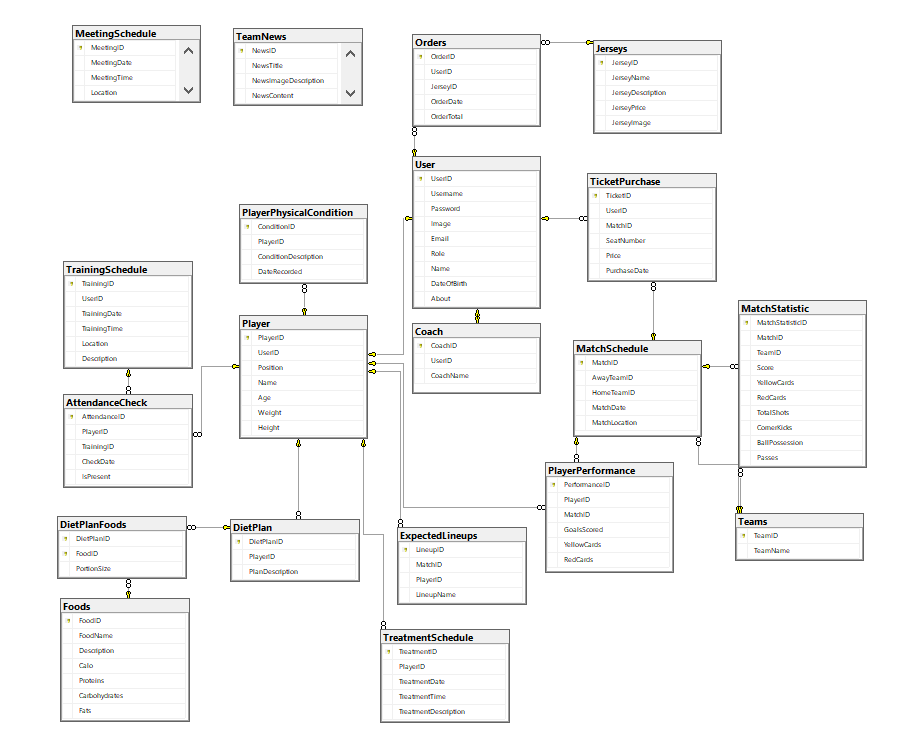 MeetingSchedule
MeetingID
MeetingDate
MeetingTime
Location
TeamNews
NewsID
NewsTitle
NewsImageDescription
NewsContent
Orders
OrderID
UserID
JerseyID
OrderDate
OrderTotal
Jerseys
JerseyID
JerseyName
JerseyDescription
JerseyPrice
JerseyImage
User
UserID
Username
Password
Image
Email
Role
Name
DateOfBirth
About
TicketPurchase
TicketID
UserID
MatchID
SeatNumber
Price
PurchaseDate
PlayerPhysicalCondition
ConditionID
PlayerID
ConditionDescription
DateRecorded
TrainingSchedule
TrainingID
UserID
TrainingDate
TrainingTime
Location
Description
Player
PlayerID
UserID
Position
Name
Age
Weight
Height
Coach
CoachID
UserID
CoachName
MatchSchedule
MatchID
AwayTeamID
HomeTeamID
MatchDate
MatchLocation
MatchStatistic
MatchStatisticID
MatchID
TeamID
Score
YellowCards
RedCards
TotalShots
CornerKicks
BallPossession
Passes
AttendanceCheck
AttendanceID
PlayerID
TrainingID
CheckDate
IsPresent
PlayerPerformance
PerformanceID
PlayerID
MatchID
GoalsScored
YellowCards
RedCards
DietPlanFoods
DietPlanID
FoodID
PortionSize
DietPlan
DietPlanID
PlayerID
PlanDescription
ExpectedLineups
LineupID
MatchID
PlayerID
LineupName
Teams
TeamID
TeamName
Foods
FoodID
FoodName
Description
Calo
Proteins
Carbohydrates
Fats
TreatmentSchedule
TreatmentID
PlayerID
TreatmentDate
TreatmentTime
TreatmentDescription